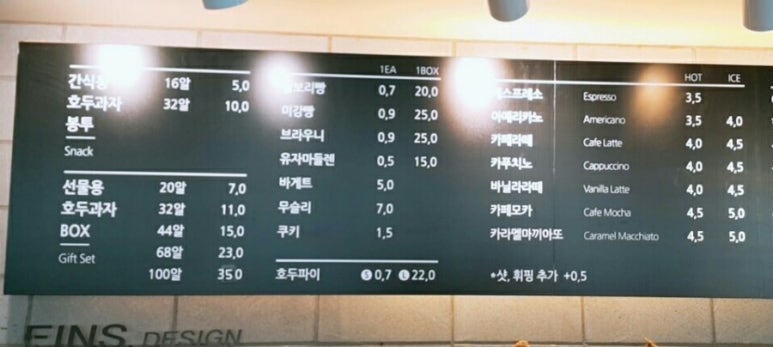 간식용 16알 5,0
호두과자 32알 10,0
봉투
Snack
선물용 20알 7,0
호두과자 32알 11,0
BOX 44알 15,0
68알 23,0
Gift Set
100알 35,0
1EA 1BOX
0,7 20,0
0,9 25,0
브라우니 0,9 25,0
유자마들렌 0,5 15,0
바게트 5,0
무슬리 7,0
쿠키 1,5
호두파이 S 0,7 L 22,0
HOT ICE
에스프레소 Espresso 3,5
아메리카노 Americano 3,5 4,0
카페라떼 Cafe Latte 4,0 4,5
카푸치노 Cappuccino 4,0 4,5
바닐라라떼 Vanilla Latte 4,0 4,5
카페모카 Cafe Mocha 4,5 5,0
카라멜마끼아또 Caramel Macchiato 4,5 5,0
*샷, 휘핑 추가 +0,5
EINS. DESIGN